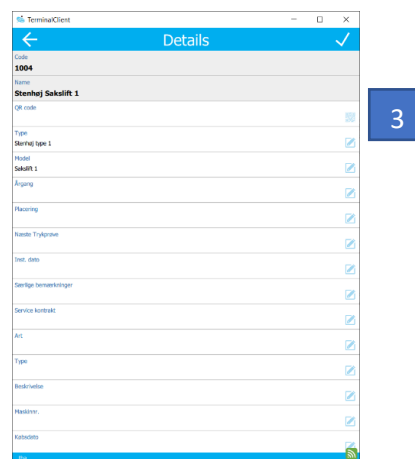 TerminalClient
Details
Code
1004
Name
Stenhøj Sakslift 1
3
QR code
Type
Stenhøj type 1
Model
Sakslift 1
Årgang
Placering
Næste Trykprøve
Inst. dato
Særlige bemærkninger
Service kontrakt
Art
Type
Beskrivelse
Maskinnr.
Købsdato